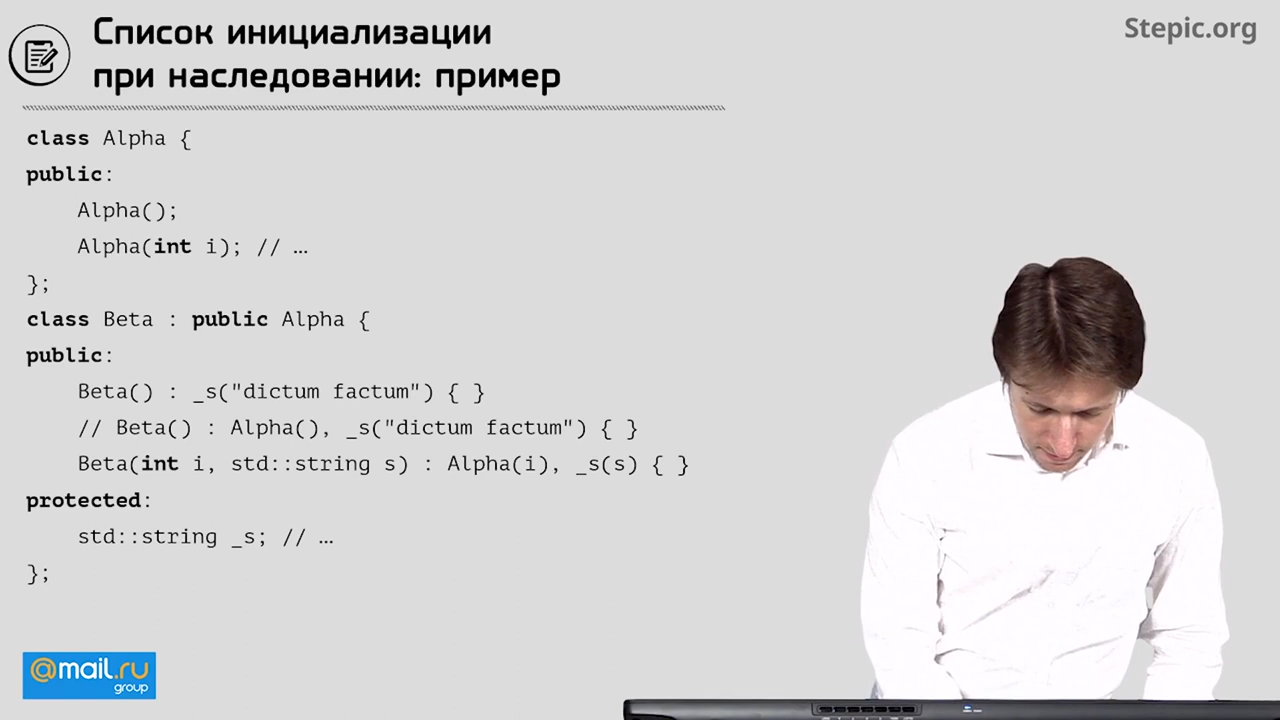 Список инициализации
при наследовании: пример
Stepic.org
class Alpha {
public:
    Alpha();
    Alpha(int i); // …
};
class Beta : public Alpha {
public:
    Beta() : _s("dictum factum") { }
    // Beta() : Alpha(), _s("dictum factum") { }
    Beta(int i, std::string s) : Alpha(i), _s(s) { }
protected:
    std::string _s; // …
};
@mail.ru
group